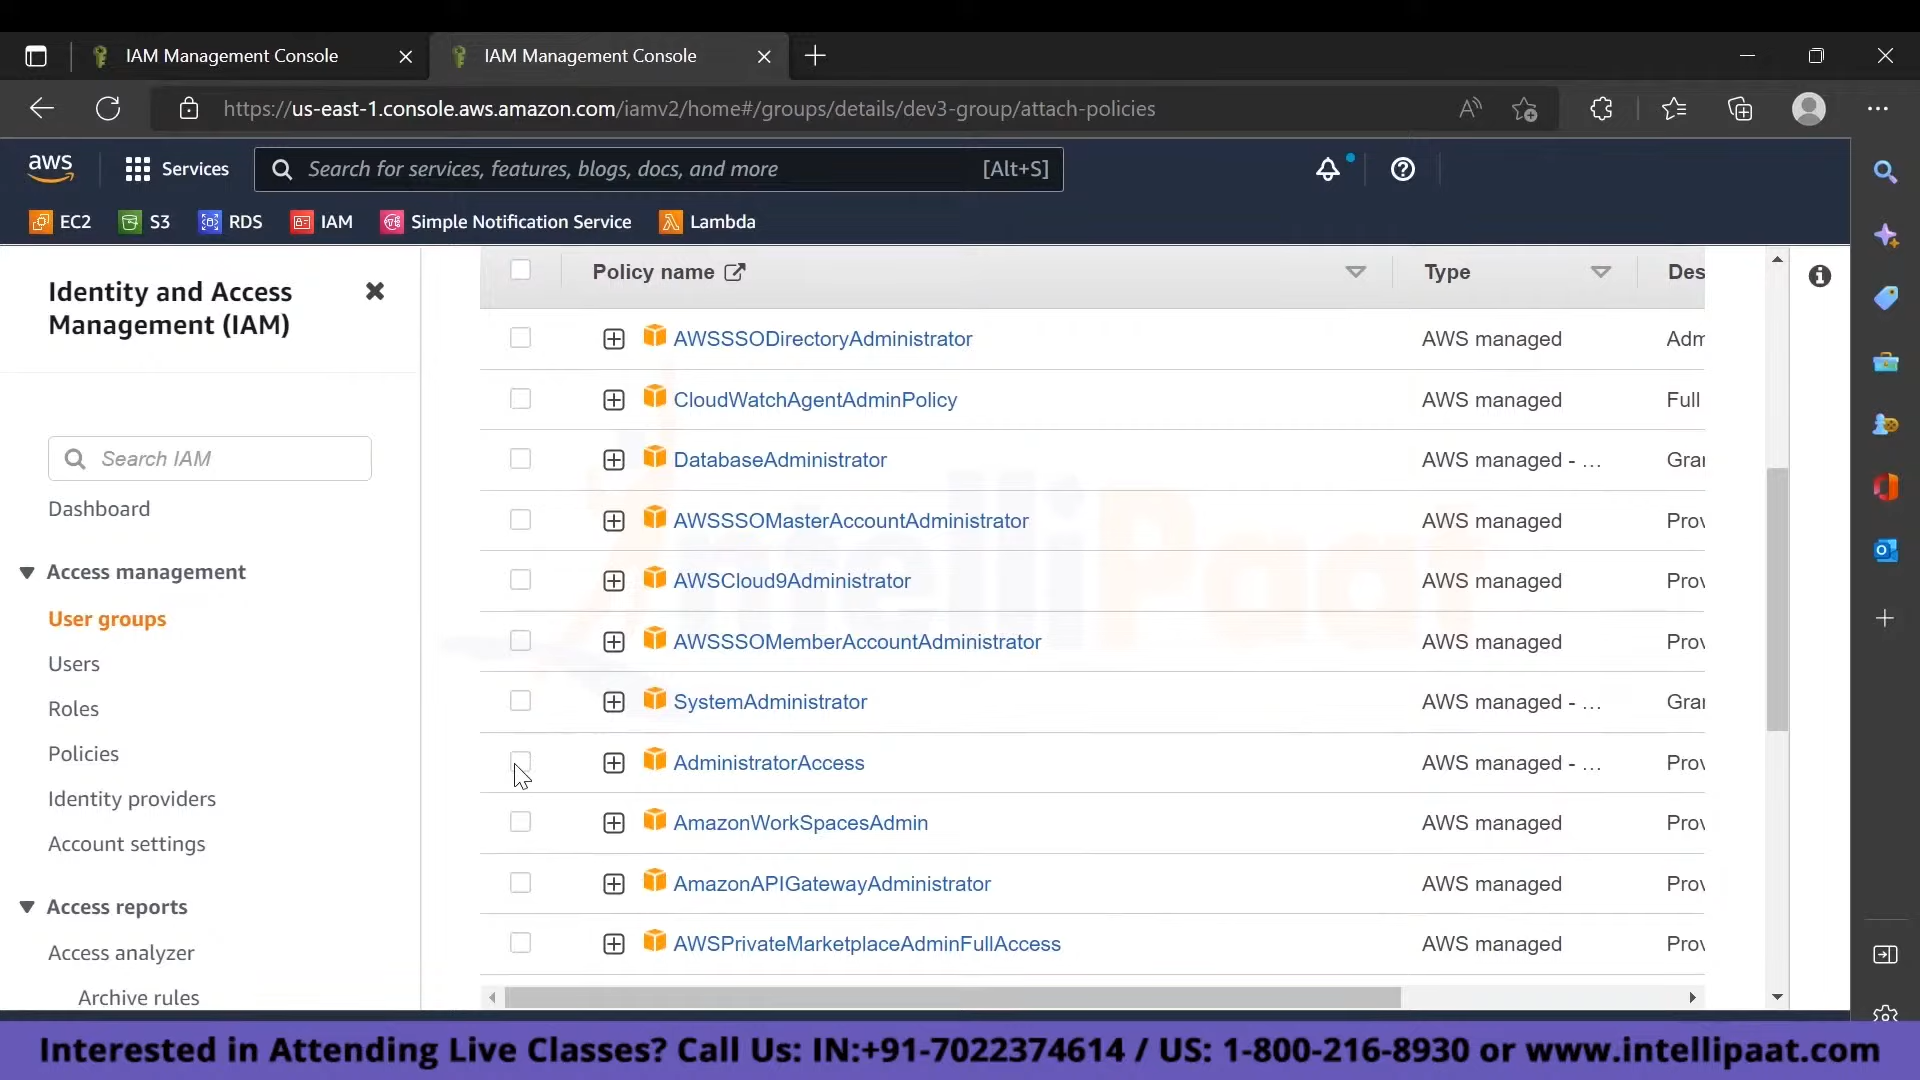 IAM Management Console
IAM Management Console
https://us-east-1.console.aws.amazon.com/iamv2/home#/groups/details/dev3-group/attach-policies
aws
Services
Search for services, features, blogs, docs, and more
[Alt+S]
EC2
S3
RDS
IAM
Simple Notification Service
Lambda
Identity and Access
Management (IAM)
Search IAM
Dashboard
Access management
User groups
Users
Roles
Policies
Identity providers
Account settings
Access reports
Access analyzer
Archive rules
Policy name Type Des
AWSSSODirectoryAdministrator AWS managed Adm
CloudWatchAgentAdminPolicy AWS managed Full
DatabaseAdministrator AWS managed - ... Gran
AWSSSOMasterAccountAdministrator AWS managed Prov
AWSCloud9Administrator AWS managed Prov
AWSSSOMemberAccountAdministrator AWS managed Prov
SystemAdministrator AWS managed - ... Gran
AdministratorAccess AWS managed - ... Prov
AmazonWorkSpacesAdmin AWS managed Prov
AmazonAPIGatewayAdministrator AWS managed Prov
AWSPrivateMarketplaceAdminFullAccess AWS managed Prov
IntelliPaat
Interested in Attending Live Classes? Call Us: IN:+91-7022374614 / US: 1-800-216-8930 or www.intellipaat.com